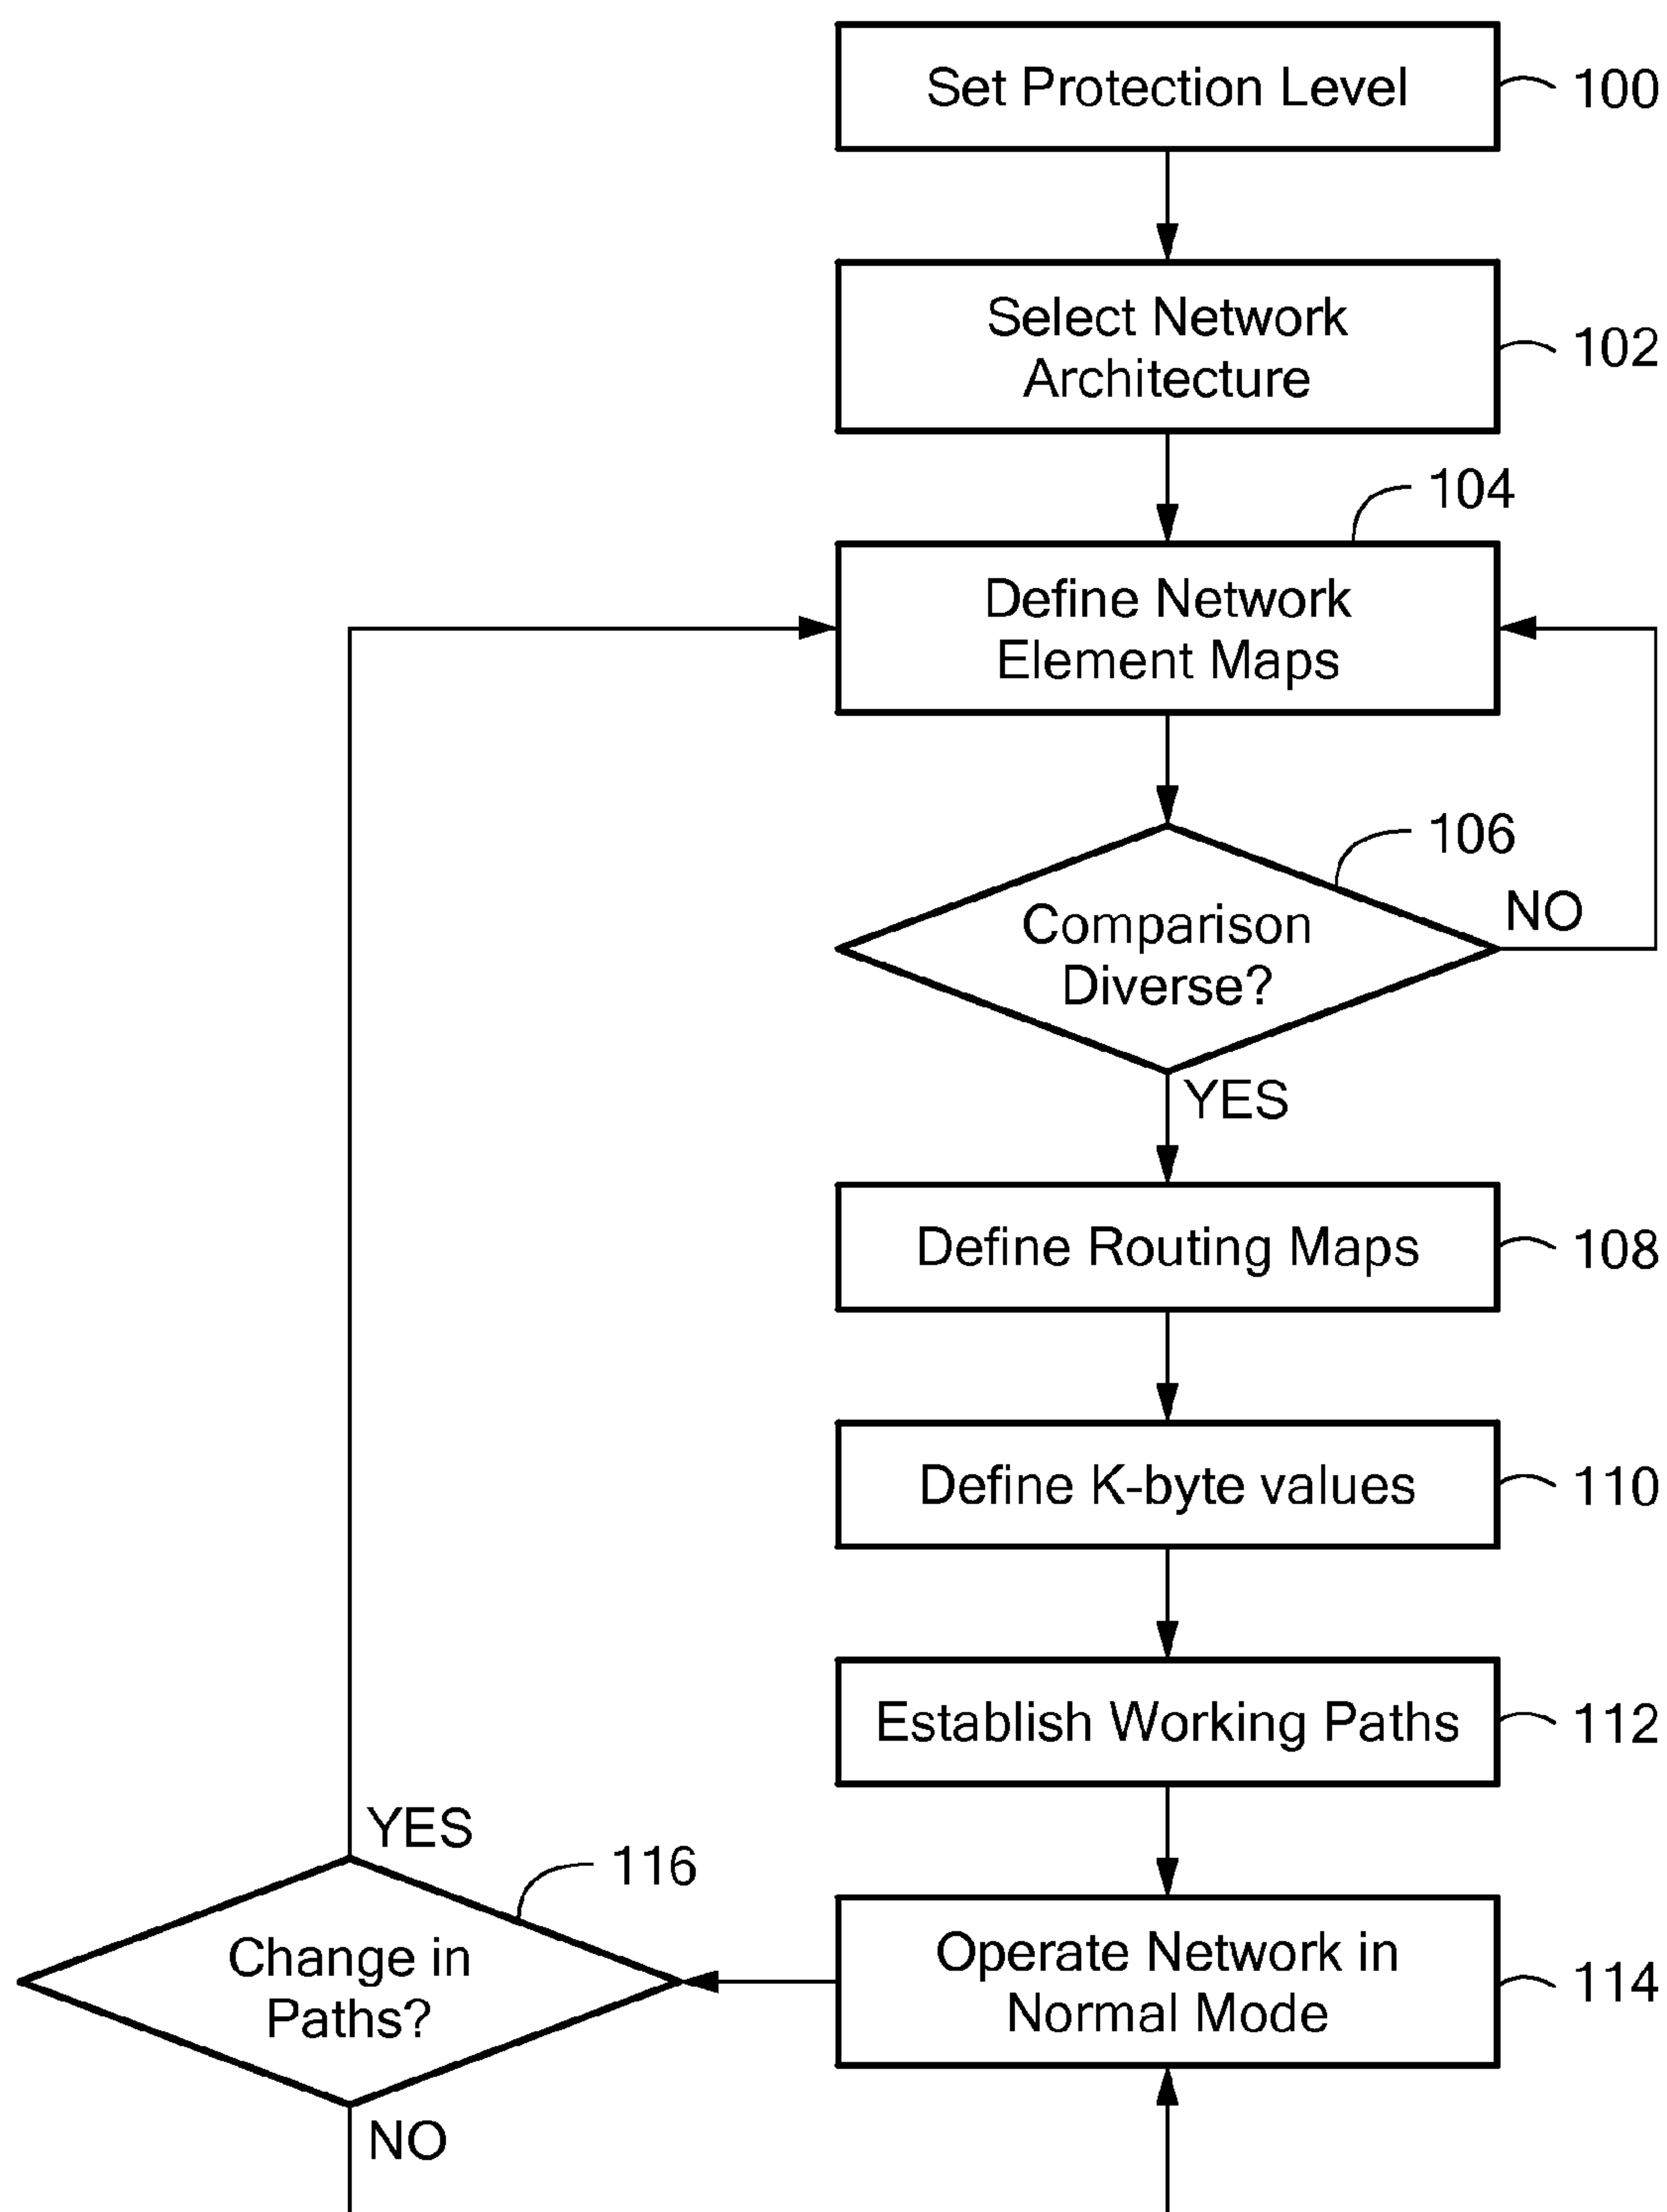 Set Protection Level
100
Select Network
Architecture
102
104
Define Network
Element Maps
106
Comparison
Diverse?
NO
YES
Define Routing Maps
108
Define K-byte values
110
Establish Working Paths
112
YES
116
Change in
Paths?
Operate Network in
Normal Mode
114
NO